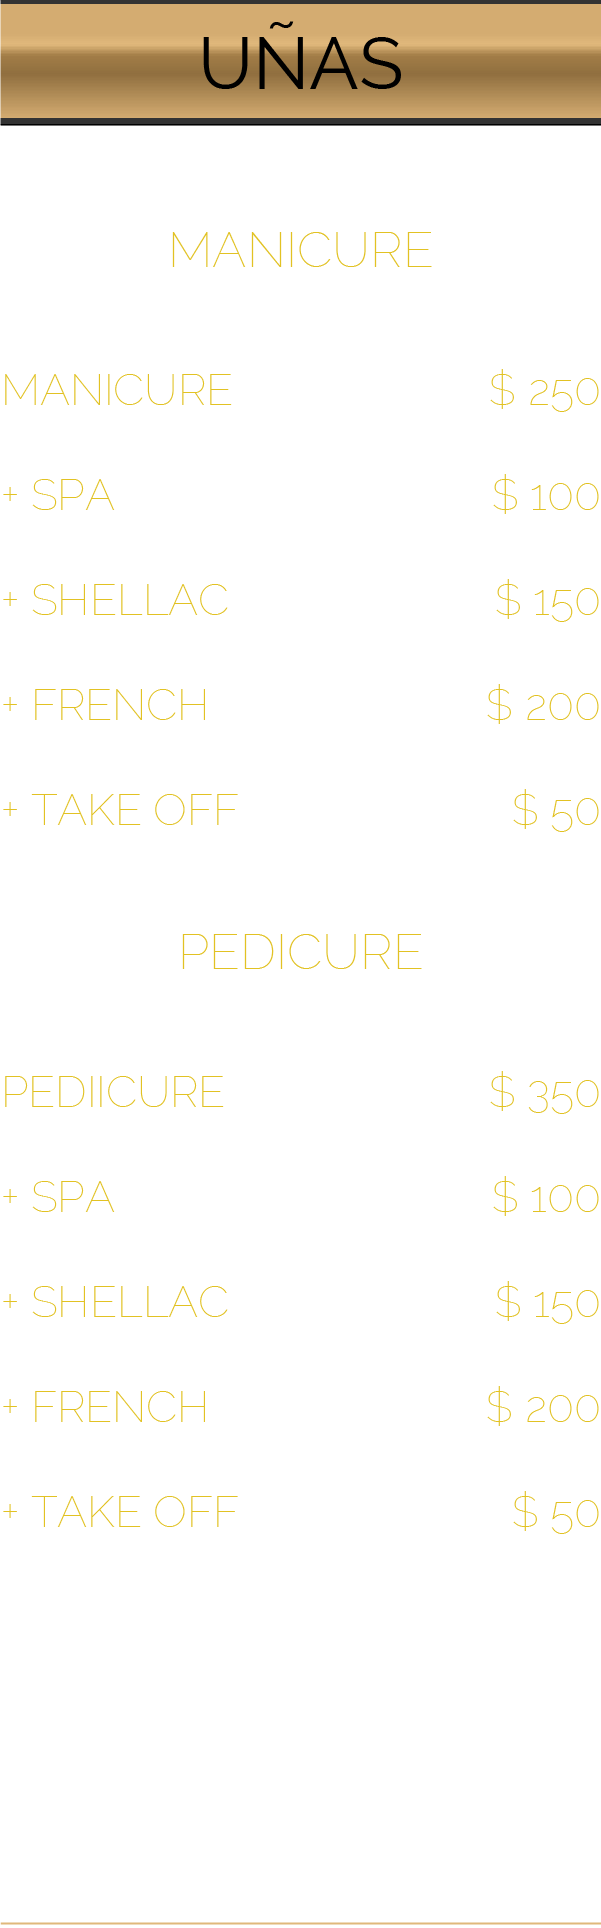 UÑAS
MANICURE
MANICURE $ 250
+ SPA $ 100
+ SHELLAC $ 150
+ FRENCH $ 200
+ TAKE OFF $ 50
PEDICURE
PEDIICURE $ 350
+ SPA $ 100
+ SHELLAC $ 150
+ FRENCH $ 200
+ TAKE OFF $ 50